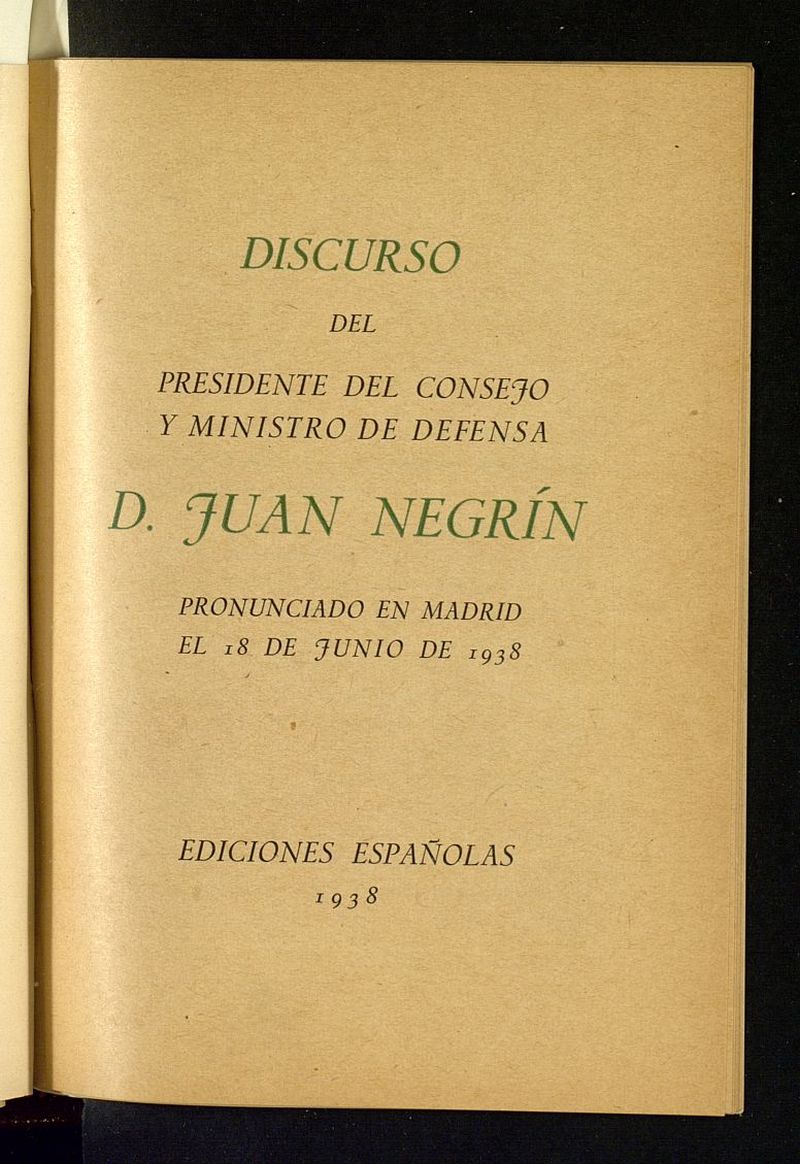 DISCURSO
DEL
PRESIDENTE DEL CONSEJO
Y MINISTRO DE DEFENSA
D. JUAN NEGRÍN
PRONUNCIADO EN MADRID
EL 18 DE JUNIO DE 1938
EDICIONES ESPAÑOLAS
1938